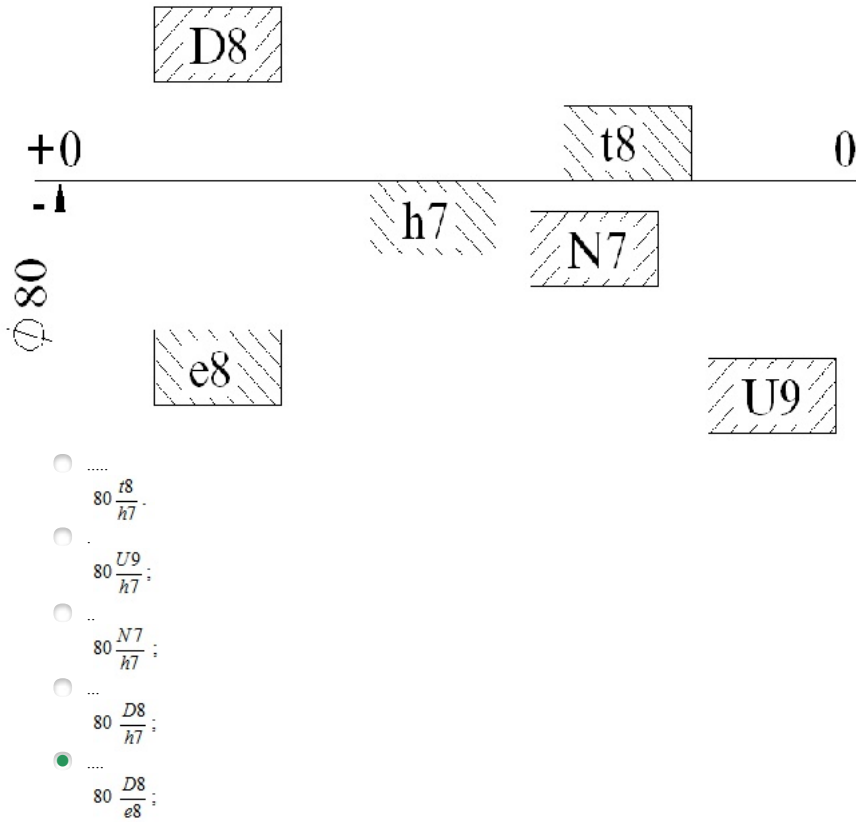 D8
t8
+0
0
-
h7
N7
Ф 80
e8
U9
.....
80 t8/h7 .
.
80 U9/h7 ;
..
80 N7/h7 ;
...
80 D8/h7 ;
....
80 D8/e8 ;